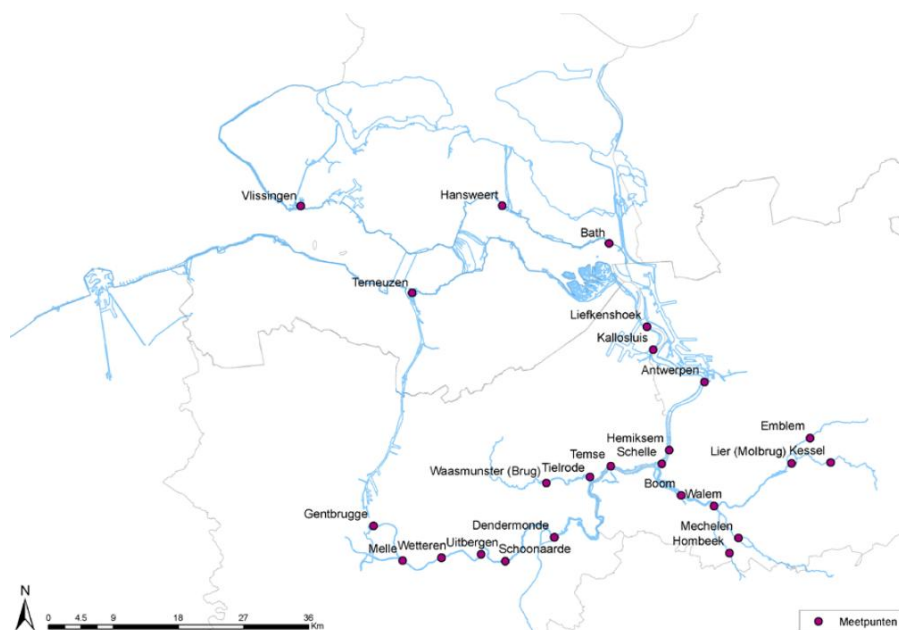 Vlissingen
Hansweert
Bath
Terneuzen
Liefkenshoek
Kallosluis
Antwerpen
Emblem
Hemiksem
Schelle
Lier (Molbrug)
Kessel
Temse
Tielrode
Waasmunster (Brug)
Boom
Walem
Gentbrugge
Dendermonde
Mechelen
Hombeek
Uitbergen
Wetteren
Melle
Schoonaarde
N
0 4.5 9 18 27 36
Km
Meetpunten